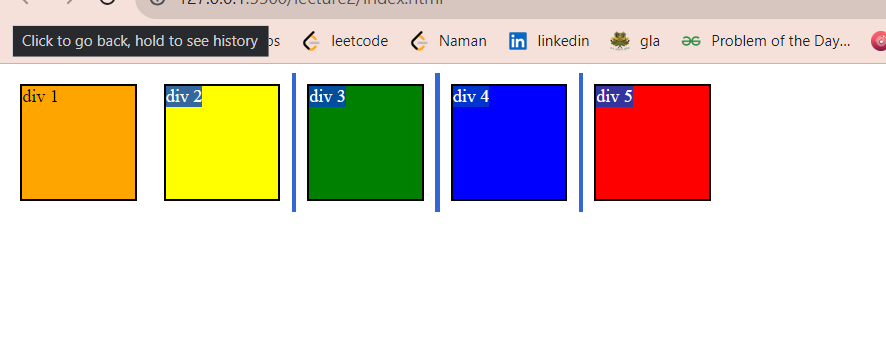 127.0.0.1:5500/lecture2/index.html
Click to go back, hold to see history
leetcode
Naman
linkedin
gla
Problem of the Day...
div 1
div 2
div 3
div 4
div 5